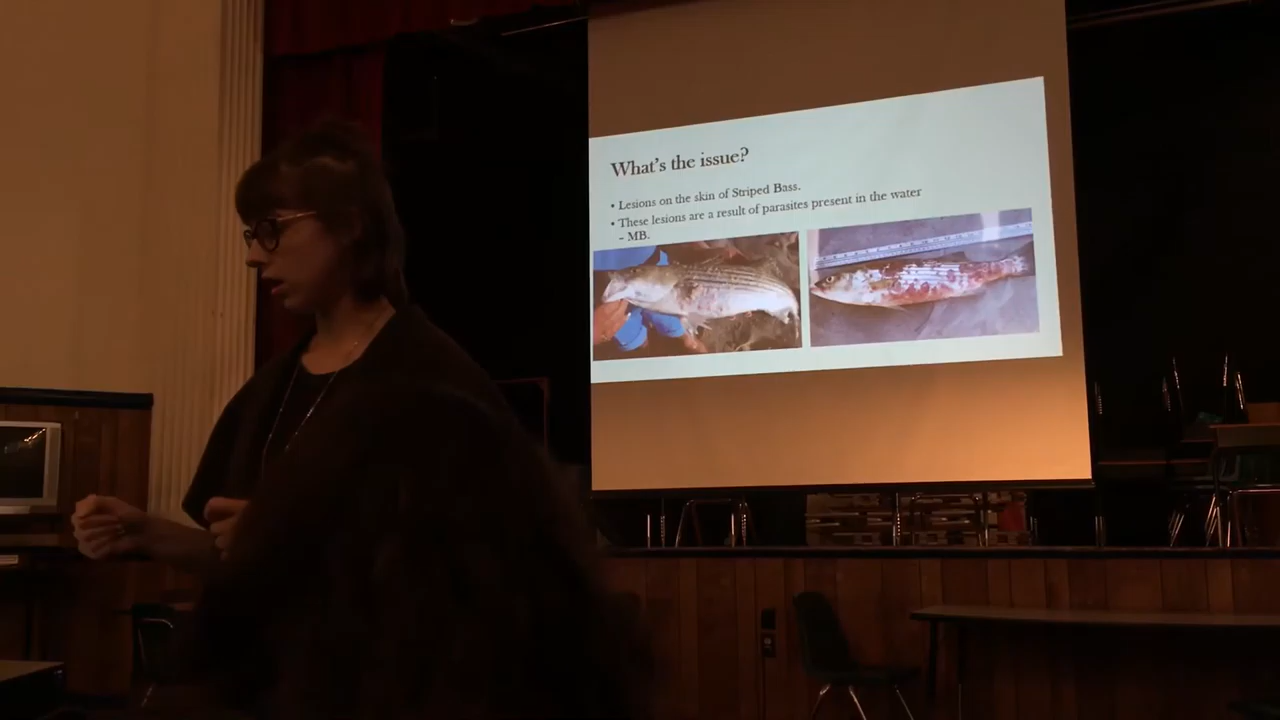 What's the issue?
• Lesions on the skin of Striped Bass.
• These lesions are a result of parasites present in the water
– MB.